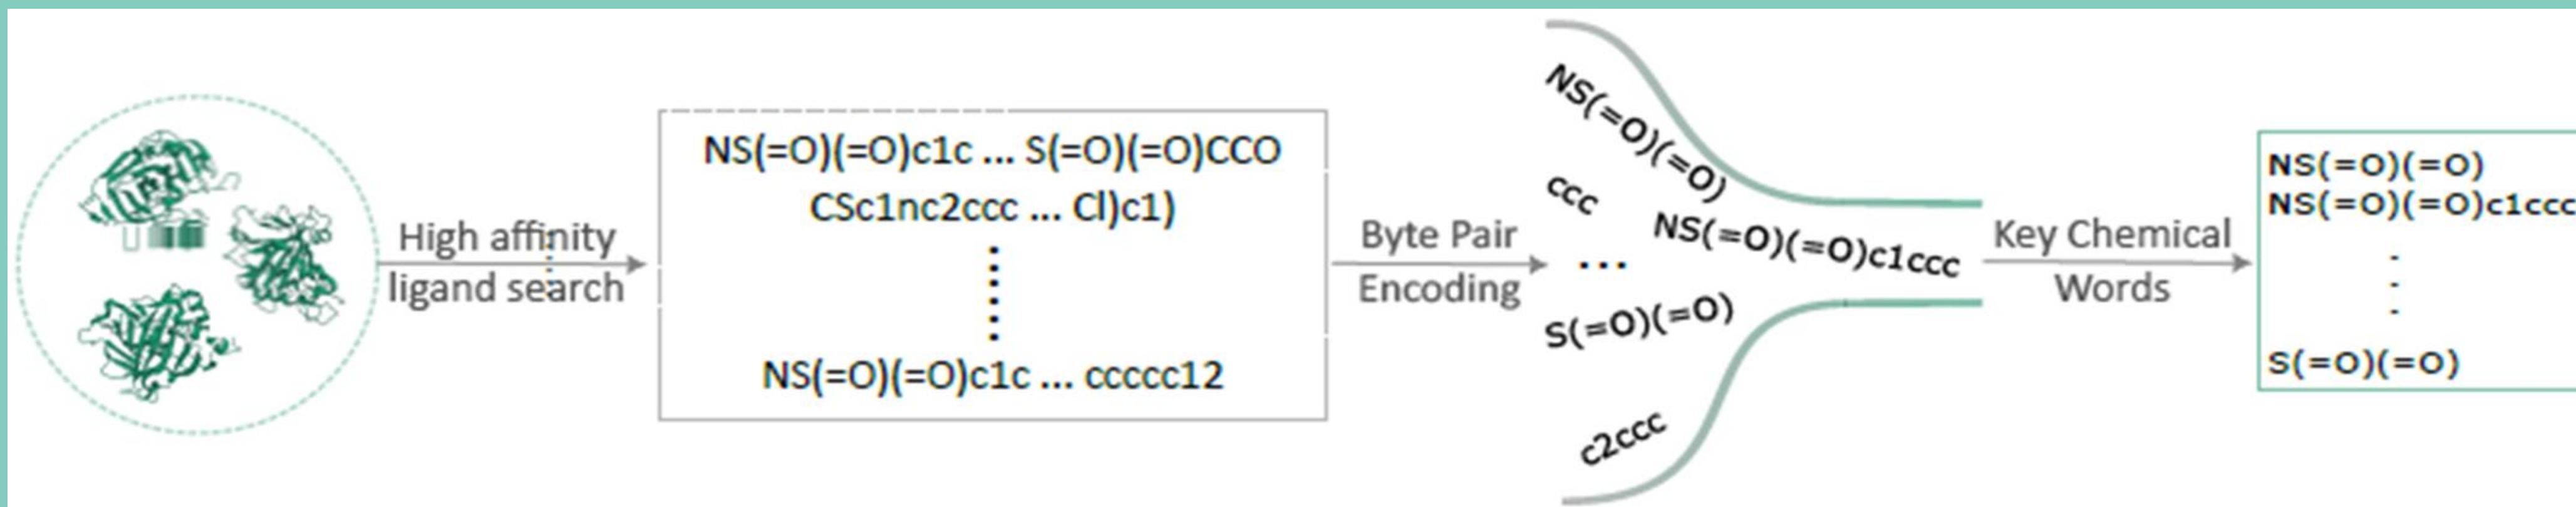 High affinity
ligand search
NS(=O)(=O)c1c ... S(=O)(=O)CCO
CSc1nc2ccc ... Cl)c1)
NS(=O)(=O)c1c ... ccccc12
Byte Pair
Encoding
NS(=O)(=O)
ccc
NS(=O)(=O)c1ccc
...
S(=O)(=O)
c2ccc
Key Chemical
Words
NS(=O)(=O)
NS(=O)(=O)c1ccc
S(=O)(=O)